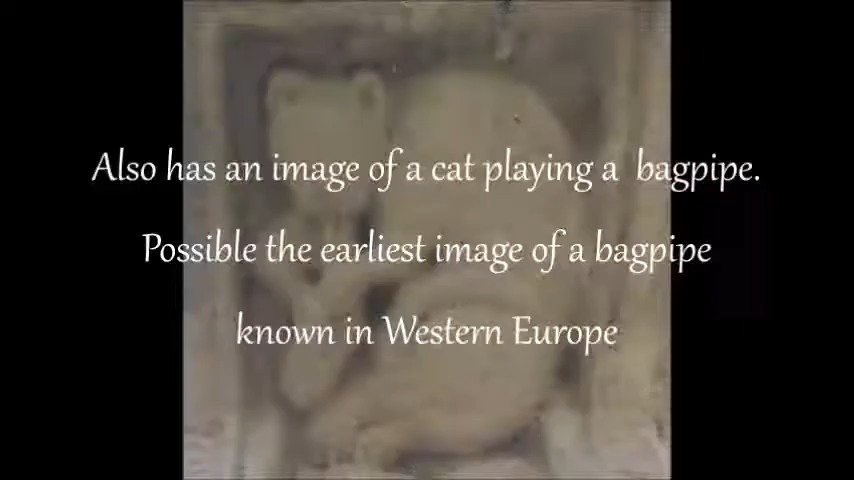 Also has an image of a cat playing a  bagpipe.
Possible the earliest image of a bagpipe
known in Western Europe